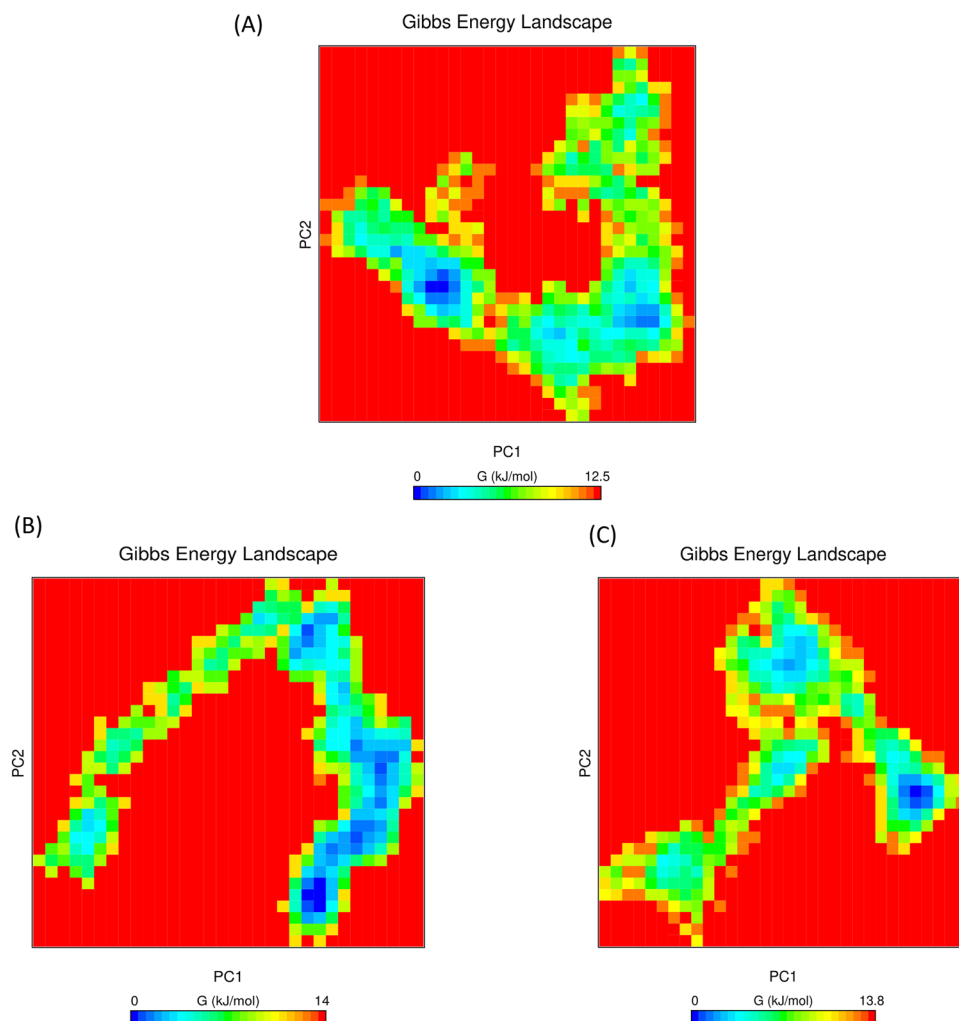 (A)
Gibbs Energy Landscape
PC2
PC1
0 G (kJ/mol) 12.5
(B)
Gibbs Energy Landscape
PC2
PC1
0 G (kJ/mol) 14
(C)
Gibbs Energy Landscape
PC2
PC1
0 G (kJ/mol) 13.8